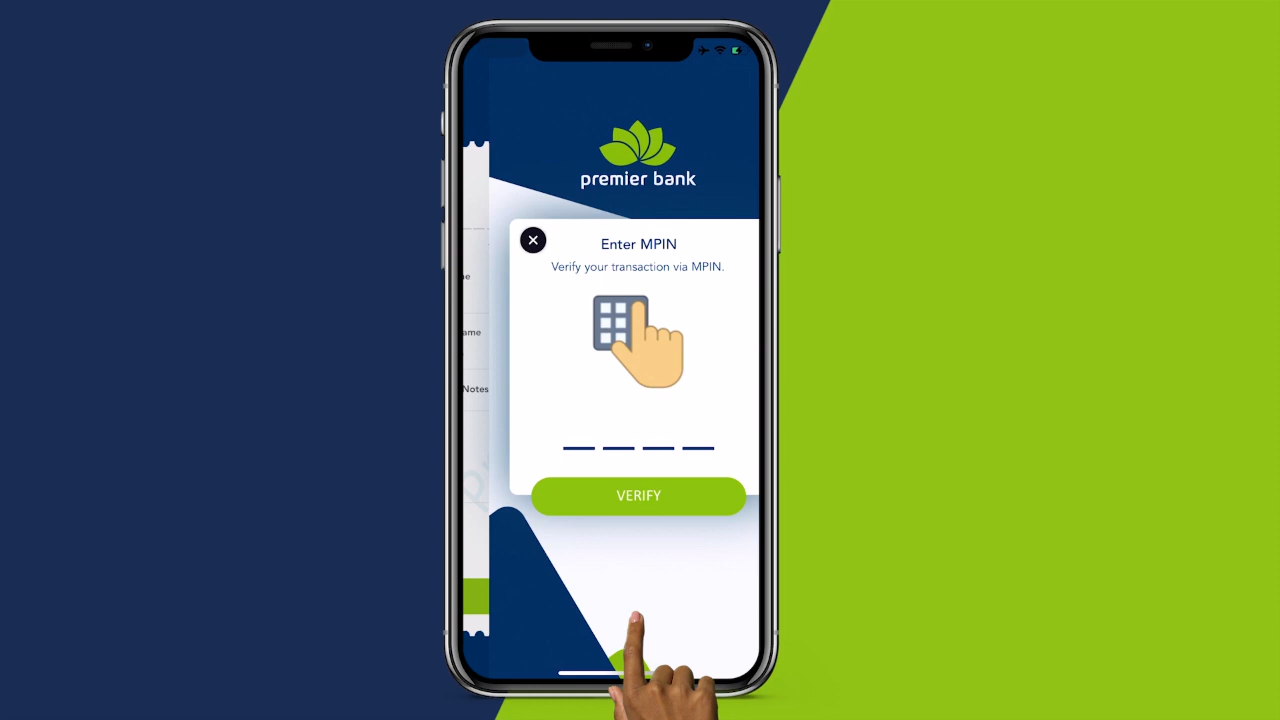 premier bank
Enter MPIN
Verify your transaction via MPIN.
ame
Notes
VERIFY